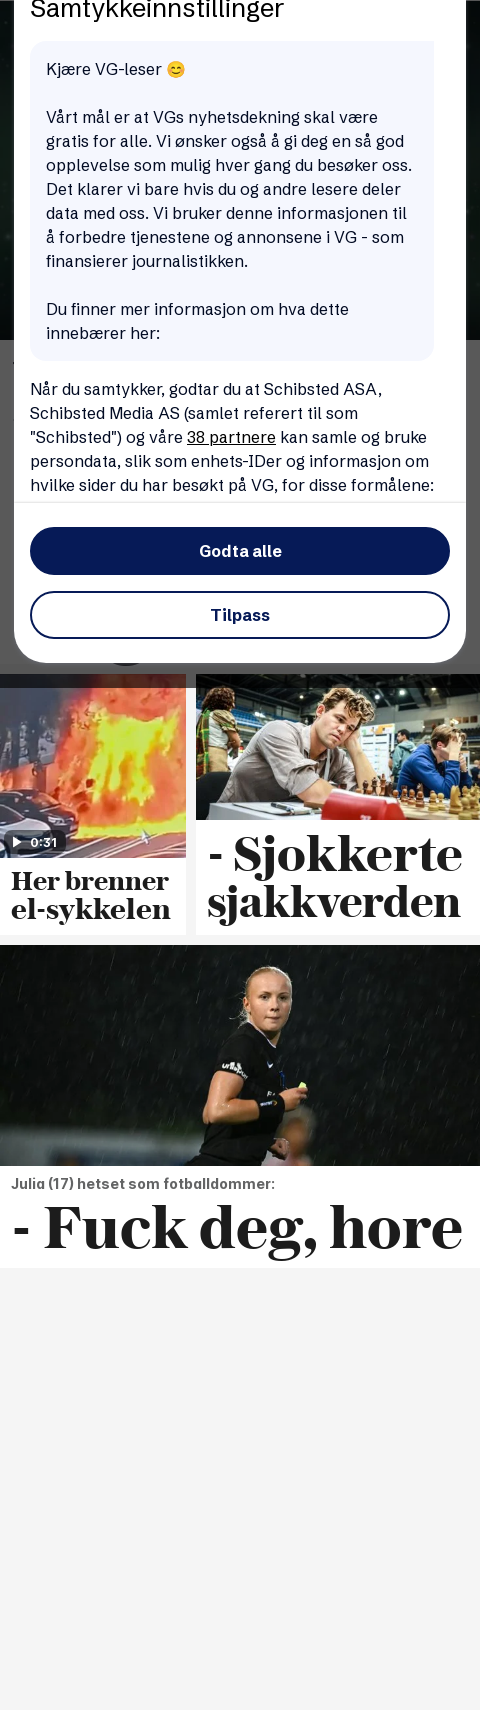 Samtykkeinnstillinger
Kjære VG-leser 😊
Vårt mål er at VGs nyhetsdekning skal være
gratis for alle. Vi ønsker også å gi deg en så god
opplevelse som mulig hver gang du besøker oss.
Det klarer vi bare hvis du og andre lesere deler
data med oss. Vi bruker denne informasjonen til
å forbedre tjenestene og annonsene i VG - som
finansierer journalistikken.
Du finner mer informasjon om hva dette
innebærer her:
Når du samtykker, godtar du at Schibsted ASA,
Schibsted Media AS (samlet referert til som
"Schibsted") og våre 38 partnere kan samle og bruke
persondata, slik som enhets-IDer og informasjon om
hvilke sider du har besøkt på VG, for disse formålene:
Godta alle
Tilpass
0:31
Her brenner
el-sykkelen
- Sjokkerte
sjakkverden
Julia (17) hetset som fotballdommer:
- Fuck deg, hore